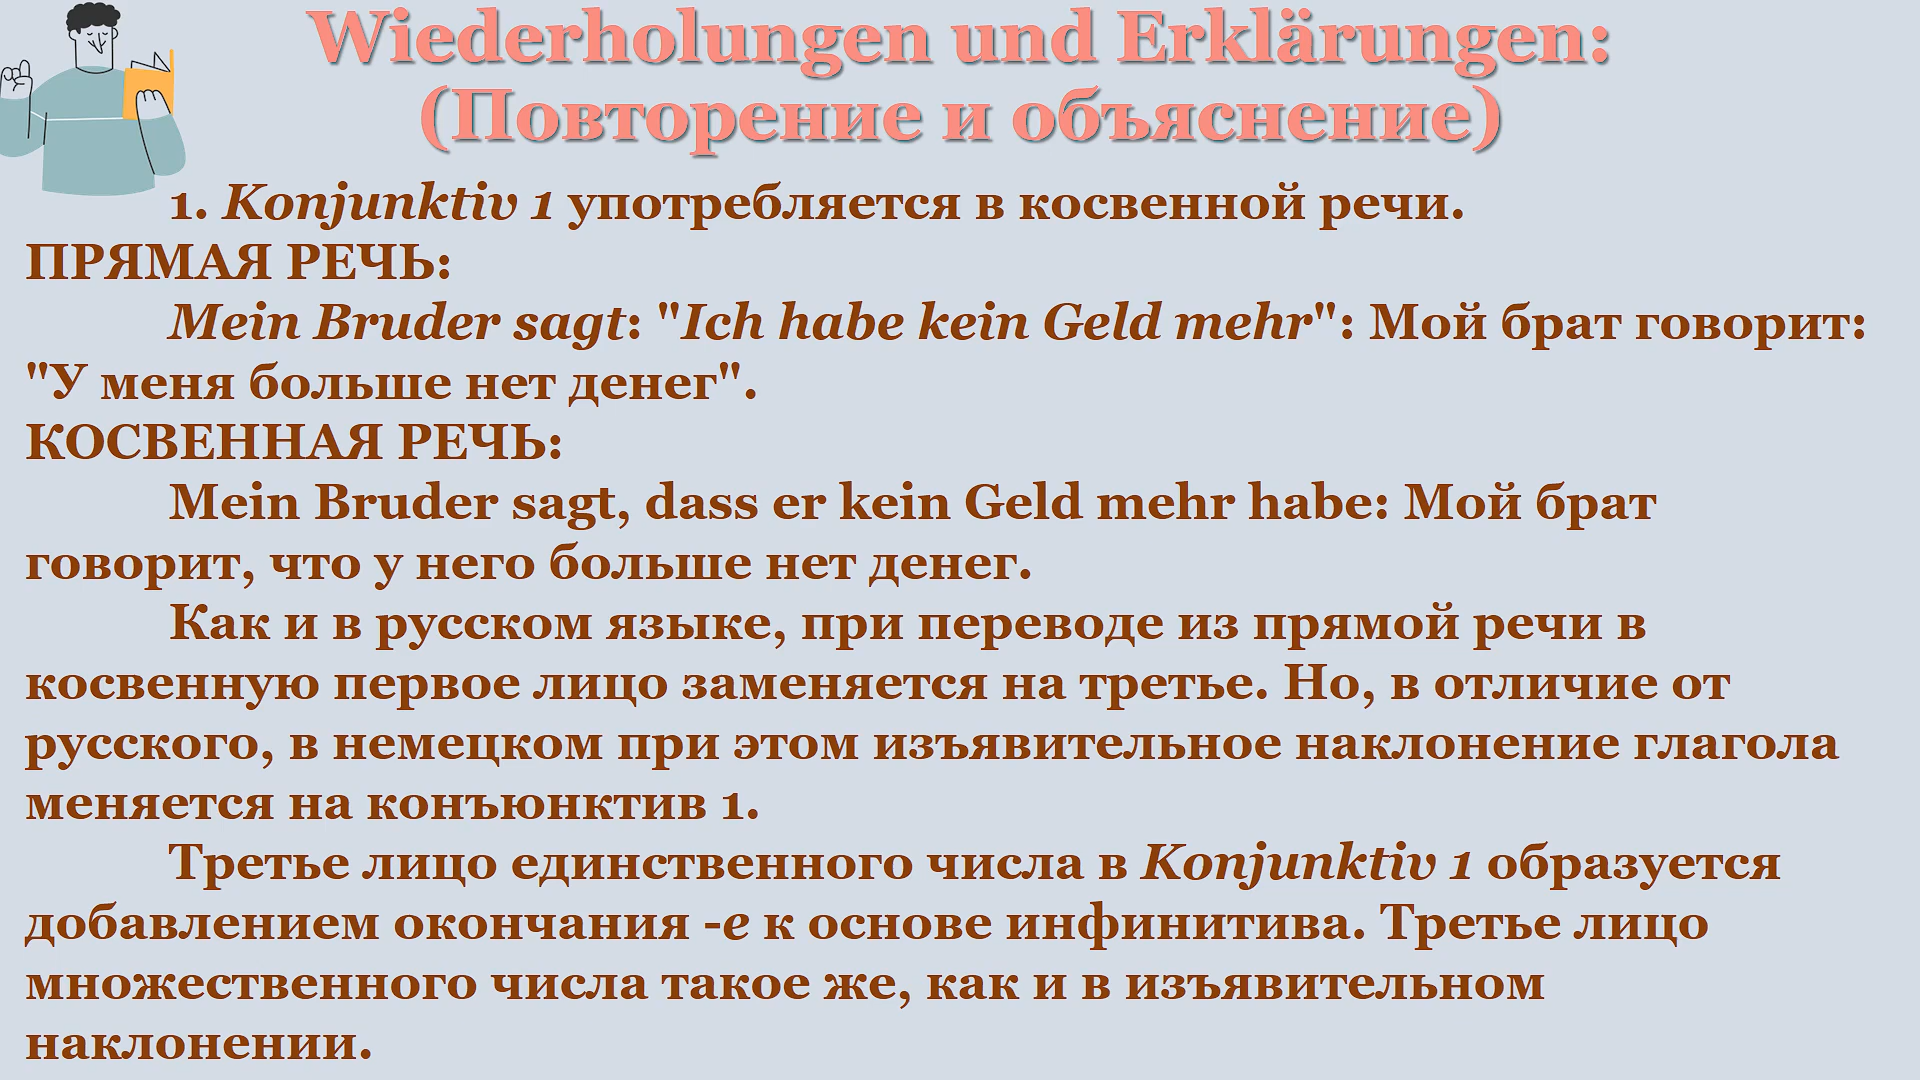 Wiederholungen und Erklärungen:
(Повторение и объяснение)
1. Konjunktiv 1 употребляется в косвенной речи.
ПРЯМАЯ РЕЧЬ:
Mein Bruder sagt: "Ich habe kein Geld mehr": Мой брат говорит:
"У меня больше нет денег".
КОСВЕННАЯ РЕЧЬ:
Mein Bruder sagt, dass er kein Geld mehr habe: Мой брат
говорит, что у него больше нет денег.
Как и в русском языке, при переводе из прямой речи в
косвенную первое лицо заменяется на третье. Но, в отличие от
русского, в немецком при этом изъявительное наклонение глагола
меняется на конъюнктив 1.
Третье лицо единственного числа в Konjunktiv 1 образуется
добавлением окончания -e к основе инфинитива. Третье лицо
множественного числа такое же, как и в изъявительном
наклонении.